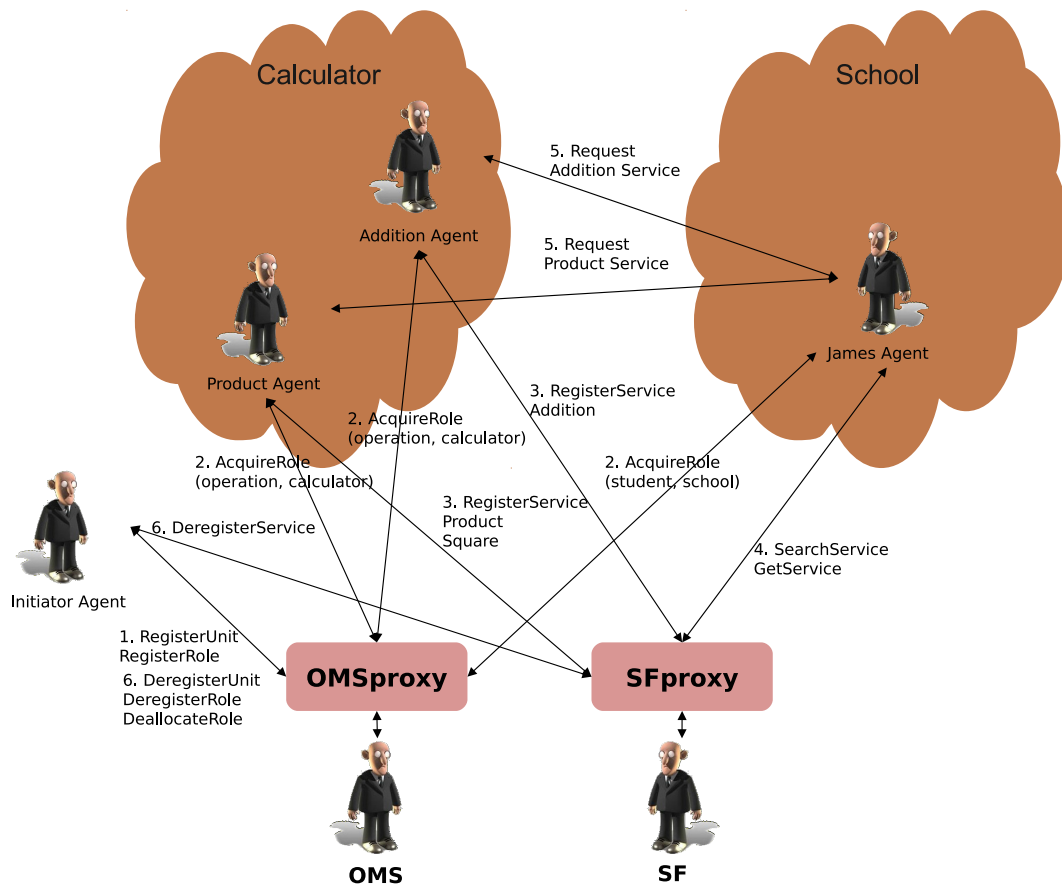 Calculator
School
5. Request
Addition Service
Addition Agent
5. Request
Product Service
James Agent
Product Agent
3. RegisterService
Addition
2. AcquireRole
(operation, calculator)
2. AcquireRole
(operation, calculator)
2. AcquireRole
(student, school)
3. RegisterService
Product
Square
6. DeregisterService
4. SearchService
GetService
Initiator Agent
1. RegisterUnit
RegisterRole
6. DeregisterUnit
DeregisterRole
DeallocateRole
OMSproxy
SFproxy
OMS
SF